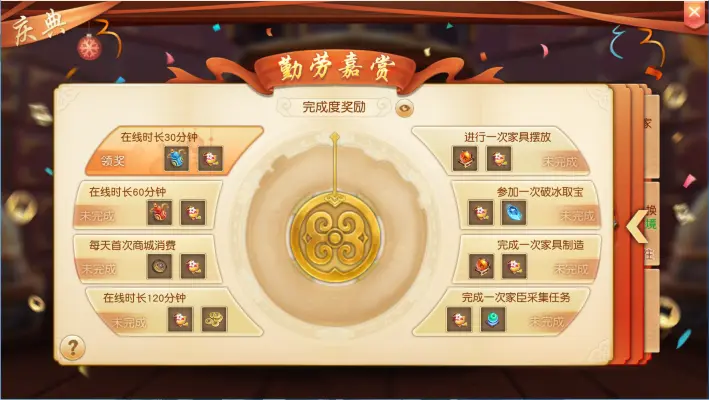 庆典
勤劳嘉赏
完成度奖励
在线时长30分钟
领奖
在线时长60分钟
未完成
每天首次商城消费
未完成
在线时长120分钟
未完成
进行一次家具摆放
未完成
参加一次破冰取宝
未完成
完成一次家具制造
未完成
完成一次家臣采集任务
未完成
家
换
境
住
?